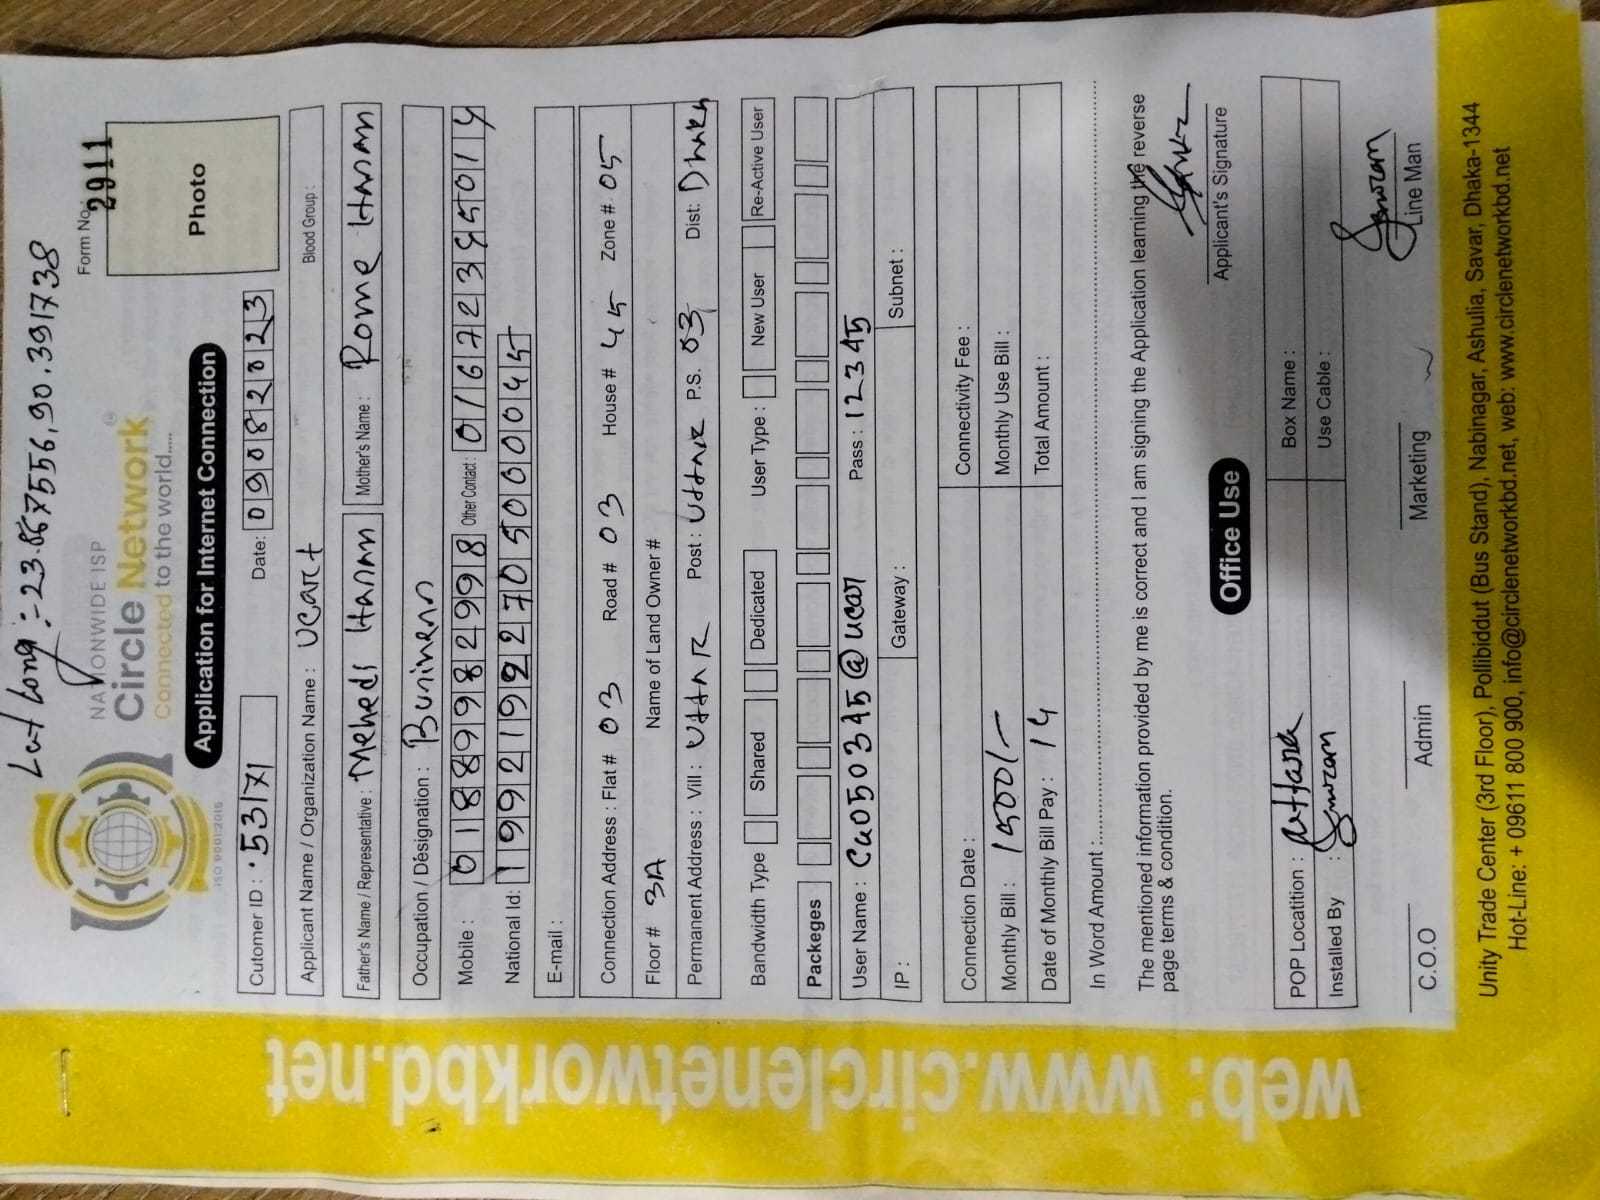 Lat Long :- 23.867556, 90.391738
Form No.: 2911
NATIONWIDE ISP
Circle Network
Connected to the world.....
ISO 9001:2015
Photo
Application for Internet Connection
Cutomer ID : 53171 Date: 09082023
Applicant Name / Organization Name : Ucart Blood Group :
Father's Name / Representative : Mehedi Hasan Mother's Name : Rome Hasan
Occupation / Désignation : Business
Mobile : 01889982998 Other Contact : 01672395014
National Id: 19921992705000045
E-mail :
Connection Address : Flat # 03 Road # 03 House # 45 Zone # 05
Floor # 3A Name of Land Owner #
Permanent Address : Vill : Uttar Post : Uttar P.S. 03 Dist: Dhaka
Bandwidth Type Shared Dedicated User Type : New User Re-Active User
Packeges
User Name : Ca050345@ucar Pass : 12345
IP : Gateway : Subnet :
Connection Date : Connectivity Fee :
Monthly Bill : 1500/- Monthly Use Bill :
Date of Monthly Bill Pay : 14 Total Amount :
In Word Amount :
The mentioned information provided by me is correct and I am signing the Application learning the reverse
page terms & condition.
Applicant's Signature
Office Use
POP Locatition : Box Name :
Installed By : Use Cable :
C.O.O Admin Marketing Line Man
Unity Trade Center (3rd Floor), Pollibiddut (Bus Stand), Nabinagar, Ashulia, Savar, Dhaka-1344
Hot-Line: + 09611 800 900, info@circlenetworkbd.net, web: www.circlenetworkbd.net
web: www.circlenetworkbd.net